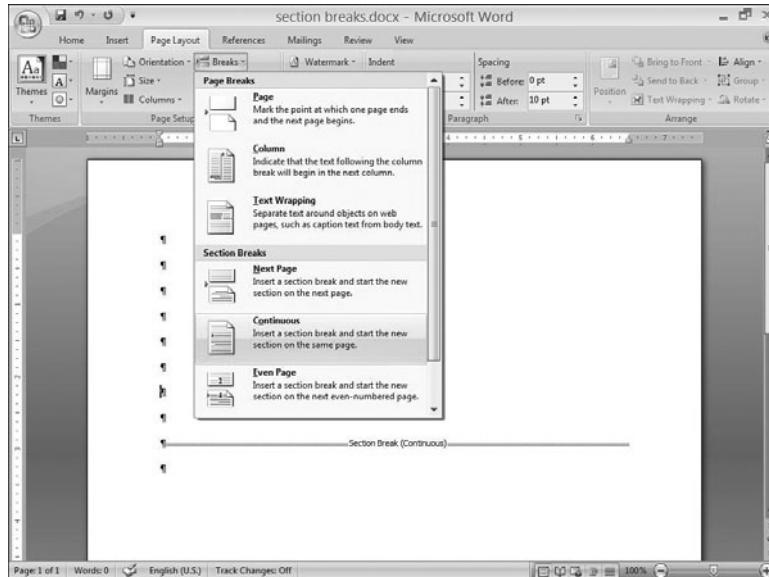 section breaks.docx - Microsoft Word
Home Insert Page Layout References Mailings Review View
Themes
Themes
Margins
Orientation
Size
Columns
Page Setup
Breaks
Watermark
Indent
Spacing
Before: 0 pt
After: 10 pt
Paragraph
Position
Bring to Front
Send to Back
Text Wrapping
Align
Group
Rotate
Arrange
Page Breaks
Page
Mark the point at which one page ends
and the next page begins.
Column
Indicate that the text following the column
break will begin in the next column.
Text Wrapping
Separate text around objects on web
pages, such as caption text from body text.
Section Breaks
Next Page
Insert a section break and start the new
section on the next page.
Continuous
Insert a section break and start the new
section on the same page.
Even Page
Insert a section break and start the new
section on the next even-numbered page.
Section Break (Continuous)
Page: 1 of 1 Words: 0 English (U.S.) Track Changes: Off 100%